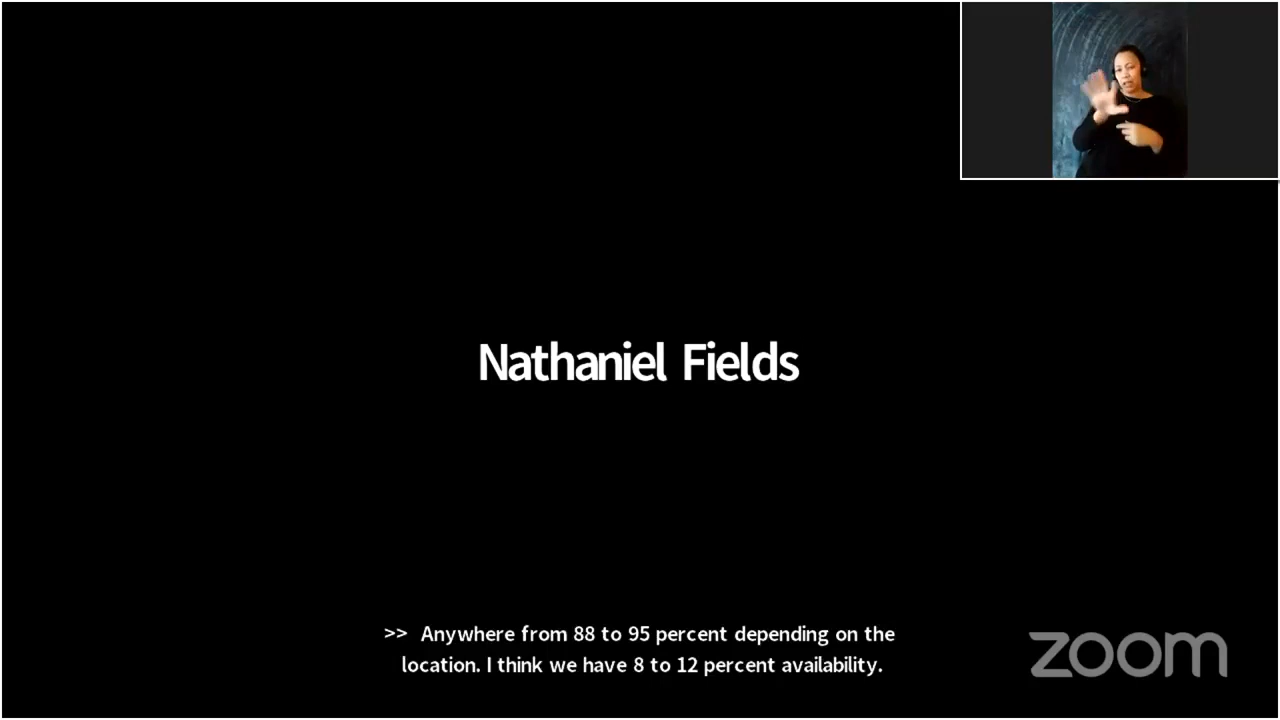 Nathaniel Fields
>> Anywhere from 88 to 95 percent depending on the
location. I think we have 8 to 12 percent availability.
zoom